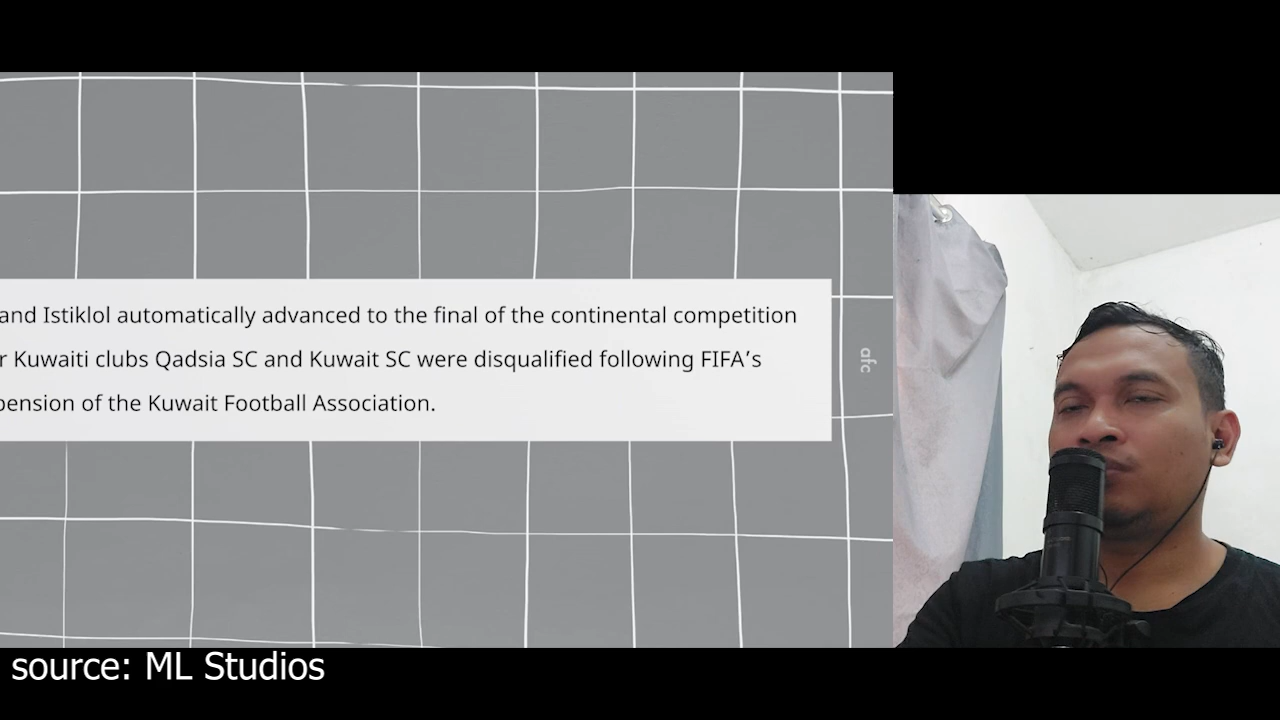 and Istiklol automatically advanced to the final of the continental competition
r Kuwaiti clubs Qadsia SC and Kuwait SC were disqualified following FIFA’s
pension of the Kuwait Football Association.
afc
source: ML Studios